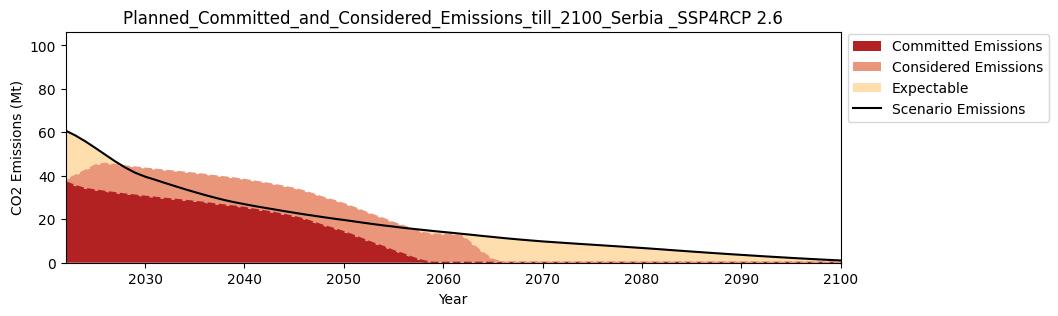 Planned_Committed_and_Considered_Emissions_till_2100_Serbia _SSP4RCP 2.6
CO2 Emissions (Mt)
100
80
60
40
20
0
2030 2040 2050 2060 2070 2080 2090 2100
Year
Committed Emissions
Considered Emissions
Expectable
Scenario Emissions